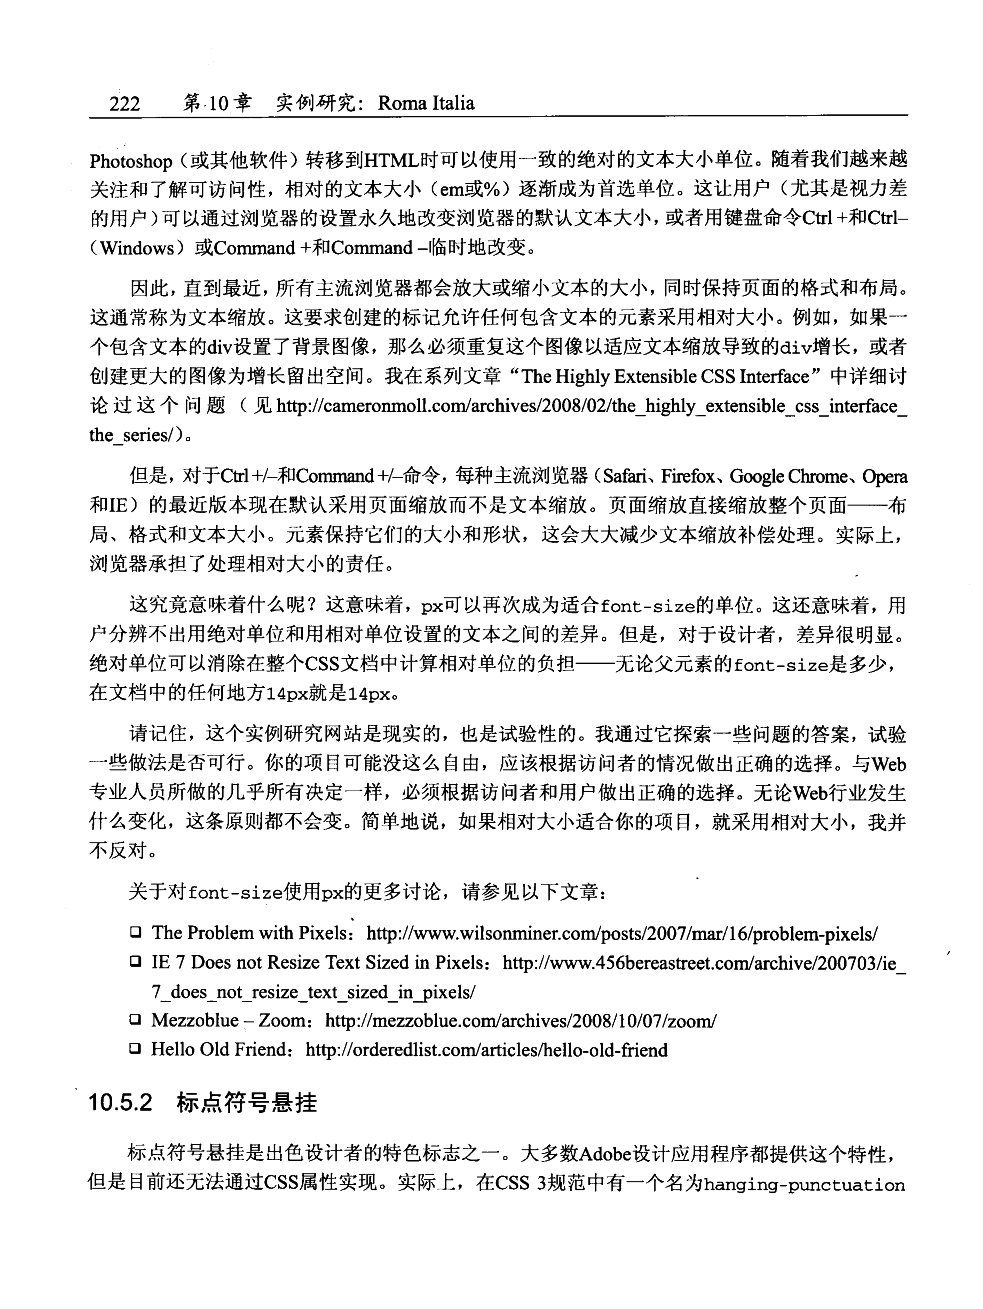 222 第10章 实例研究：Roma Italia
Photoshop（或其他软件）转移到HTML时可以使用一致的绝对的文本大小单位。随着我们越来越
关注和了解可访问性，相对的文本大小（em或%）逐渐成为首选单位。这让用户（尤其是视力差
的用户）可以通过浏览器的设置永久地改变浏览器的默认文本大小，或者用键盘命令Ctrl +和Ctrl–
（Windows）或Command +和Command –临时地改变。
因此，直到最近，所有主流浏览器都会放大或缩小文本的大小，同时保持页面的格式和布局。
这通常称为文本缩放。这要求创建的标记允许任何包含文本的元素采用相对大小。例如，如果一
个包含文本的div设置了背景图像，那么必须重复这个图像以适应文本缩放导致的div增长，或者
创建更大的图像为增长留出空间。我在系列文章“The Highly Extensible CSS Interface”中详细讨
论过这个问题（见http://cameronmoll.com/archives/2008/02/the_highly_extensible_css_interface_
the_series/）。
但是，对于Ctrl +/–和Command +/–命令，每种主流浏览器（Safari、Firefox、Google Chrome、Opera
和IE）的最近版本现在默认采用页面缩放而不是文本缩放。页面缩放直接缩放整个页面——布
局、格式和文本大小。元素保持它们的大小和形状，这会大大减少文本缩放补偿处理。实际上，
浏览器承担了处理相对大小的责任。
这究竟意味着什么呢？这意味着，px可以再次成为适合font-size的单位。这还意味着，用
户分辨不出用绝对单位和用相对单位设置的文本之间的差异。但是，对于设计者，差异很明显。
绝对单位可以消除在整个CSS文档中计算相对单位的负担——无论父元素的font-size是多少，
在文档中的任何地方14px就是14px。
请记住，这个实例研究网站是现实的，也是试验性的。我通过它探索一些问题的答案，试验
一些做法是否可行。你的项目可能没这么自由，应该根据访问者的情况做出正确的选择。与Web
专业人员所做的几乎所有决定一样，必须根据访问者和用户做出正确的选择。无论Web行业发生
什么变化，这条原则都不会变。简单地说，如果相对大小适合你的项目，就采用相对大小，我并
不反对。
关于对font-size使用px的更多讨论，请参见以下文章：
❑ The Problem with Pixels：http://www.wilsonminer.com/posts/2007/mar/16/problem-pixels/
❑ IE 7 Does not Resize Text Sized in Pixels：http://www.456bereastreet.com/archive/200703/ie_
7_does_not_resize_text_sized_in_pixels/
❑ Mezzoblue – Zoom：http://mezzoblue.com/archives/2008/10/07/zoom/
❑ Hello Old Friend：http://orderedlist.com/articles/hello-old-friend
10.5.2 标点符号悬挂
标点符号悬挂是出色设计者的特色标志之一。大多数Adobe设计应用程序都提供这个特性，
但是目前还无法通过CSS属性实现。实际上，在CSS 3规范中有一个名为hanging-punctuation